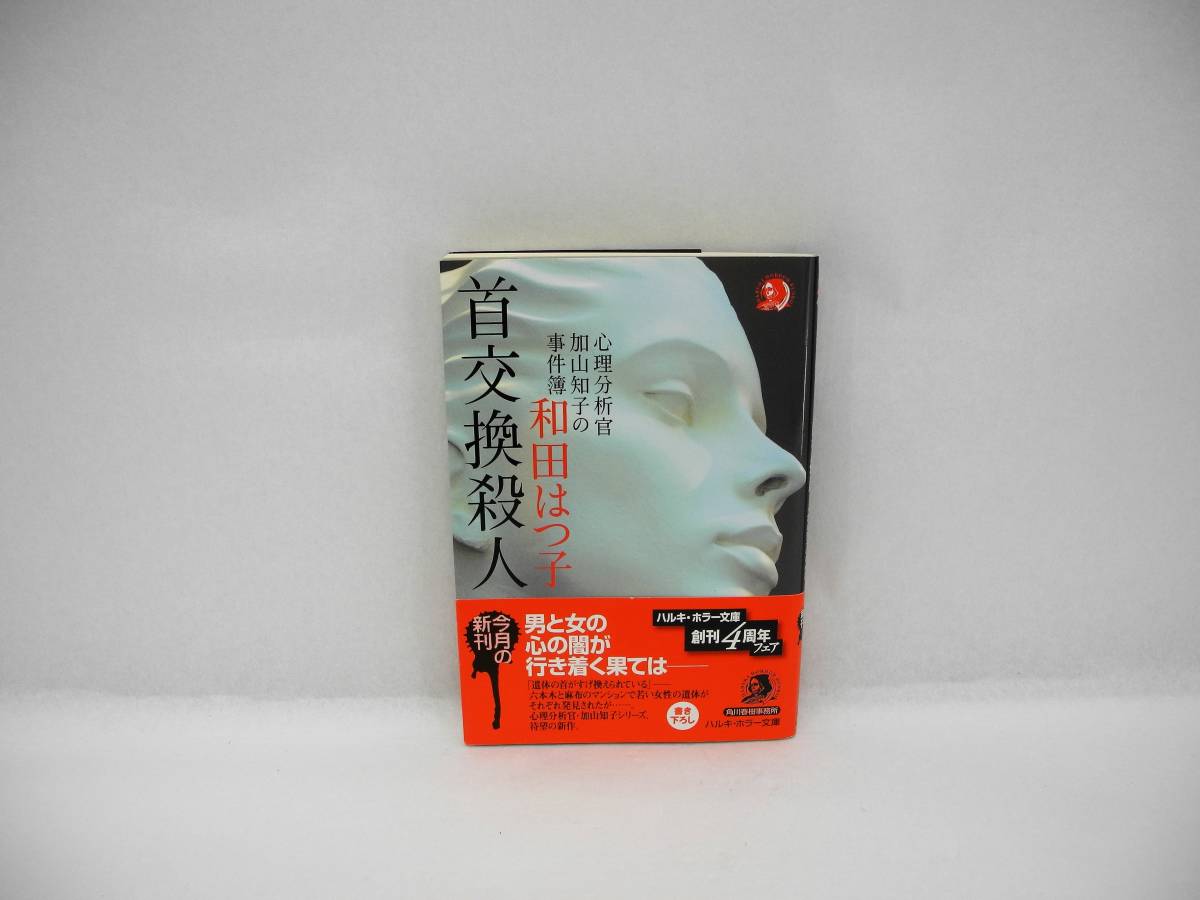 首交換殺人
心理分析官
加山知子の
事件簿
和田はつ子
今月の
新刊
男と女の
心の闇が
行き着く果ては——
「遺体の首がすげ換えられている」——
六本木と麻布のマンションで若い女性の遺体が
それぞれ発見されたが……。
心理分析官・加山知子シリーズ、
待望の新作。
書き
下ろし
ハルキ・ホラー文庫
創刊4周年
フェア
角川春樹事務所
ハルキ・ホラー文庫